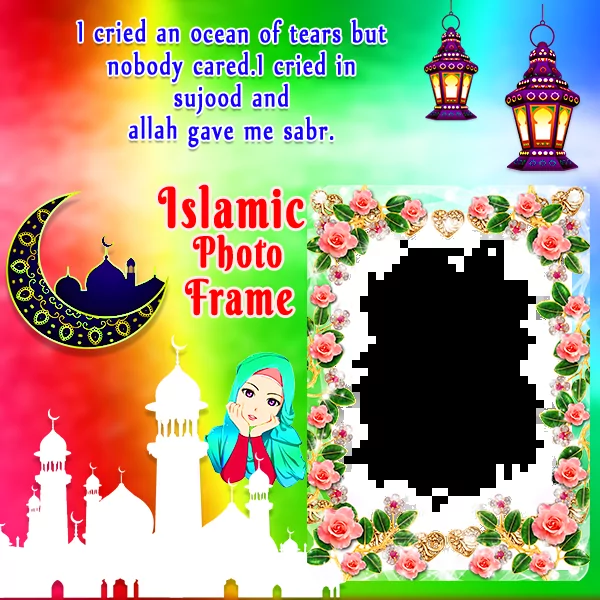 I cried an ocean of tears but
nobody cared.I cried in
sujood and
allah gave me sabr.
Islamic
Photo
Frame